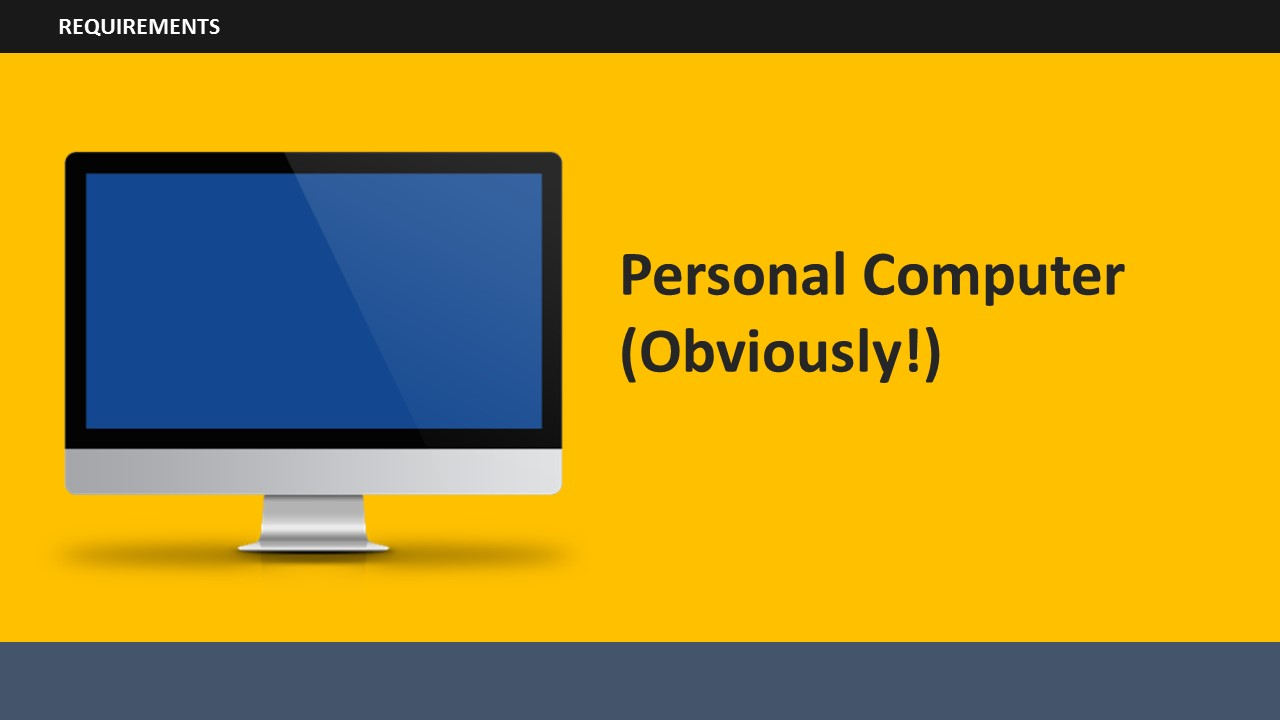 REQUIREMENTS
Personal Computer
(Obviously!)